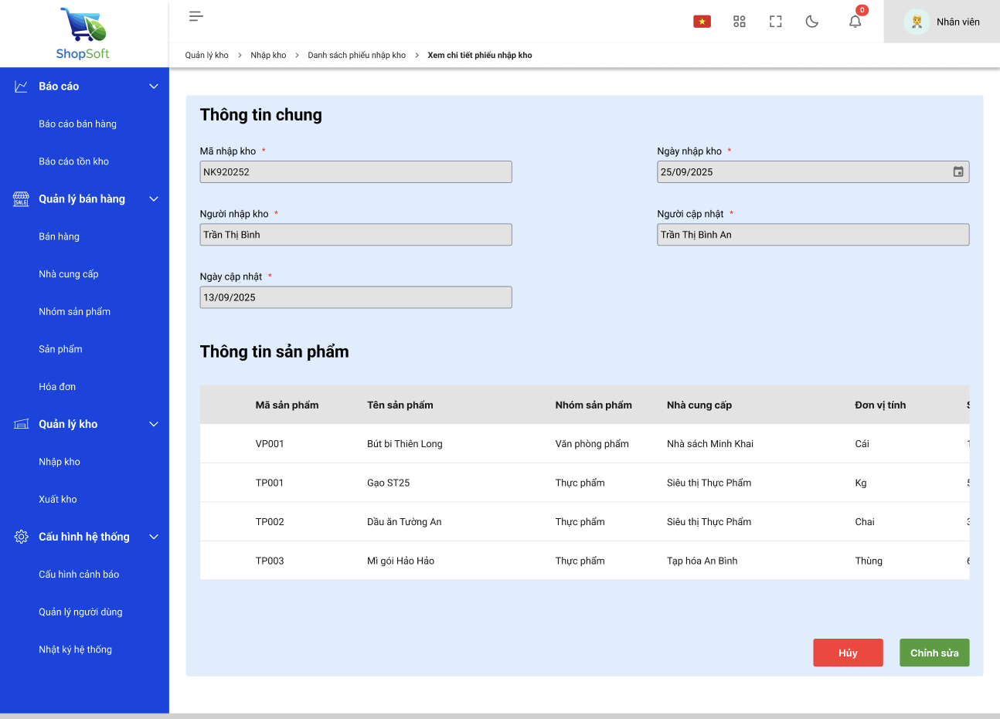 ShopSoft
0
Nhân viên
Quản lý kho > Nhập kho > Danh sách phiếu nhập kho > Xem chi tiết phiếu nhập kho
Báo cáo
Báo cáo bán hàng
Báo cáo tồn kho
SALE
Quản lý bán hàng
Bán hàng
Nhà cung cấp
Nhóm sản phẩm
Sản phẩm
Hóa đơn
Quản lý kho
Nhập kho
Xuất kho
Cấu hình hệ thống
Cấu hình cảnh báo
Quản lý người dùng
Nhật ký hệ thống
Thông tin chung
Mã nhập kho *
NK920252
Ngày nhập kho *
25/09/2025
Người nhập kho *
Trần Thị Bình
Người cập nhật *
Trần Thị Bình An
Ngày cập nhật *
13/09/2025
Thông tin sản phẩm
Mã sản phẩm Tên sản phẩm Nhóm sản phẩm Nhà cung cấp Đơn vị tính
VP001 Bút bi Thiên Long Văn phòng phẩm Nhà sách Minh Khai Cái
TP001 Gạo ST25 Thực phẩm Siêu thị Thực Phẩm Kg
TP002 Dầu ăn Tường An Thực phẩm Siêu thị Thực Phẩm Chai
TP003 Mì gói Hảo Hảo Thực phẩm Tạp hóa An Bình Thùng
Hủy
Chỉnh sửa